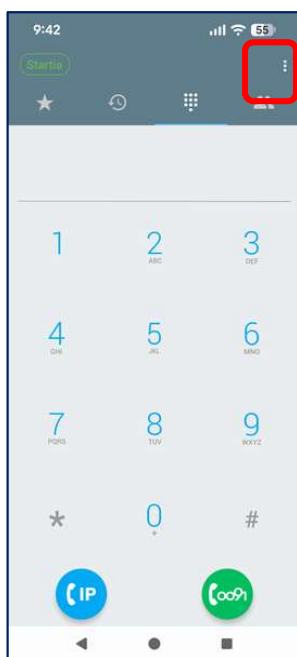 9:42 55
Startia
1 2 3
ABC DEF
4 5 6
GHI JKL MNO
7 8 9
PQRS TUV WXYZ
* 0 #
+
IP 0091